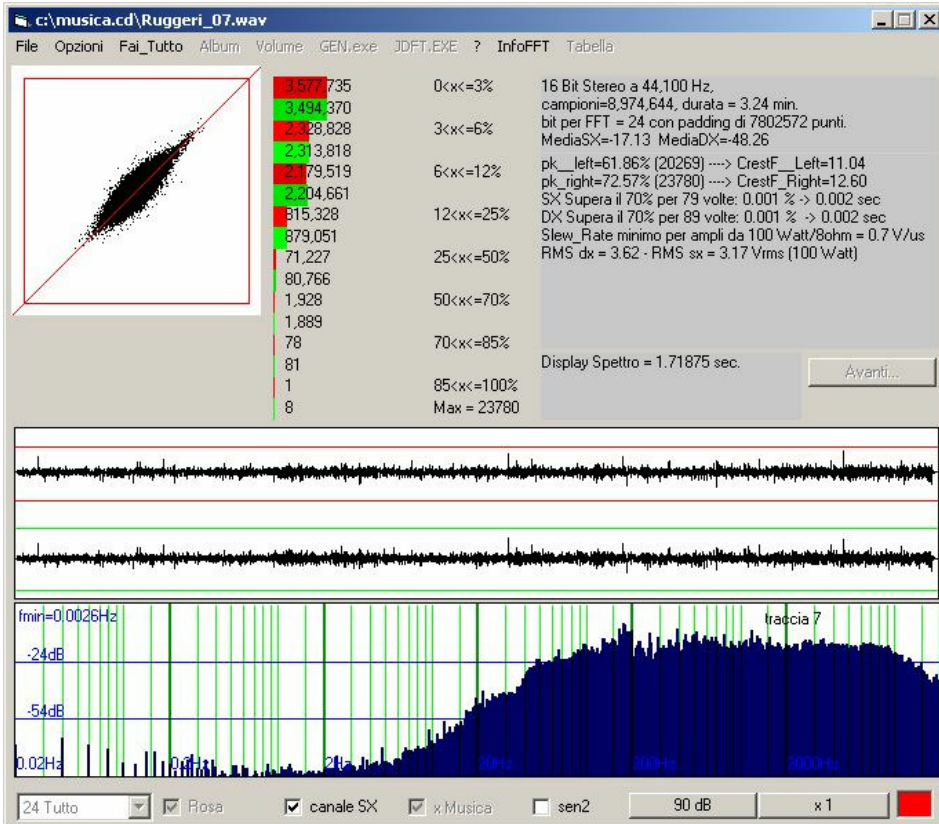 c:\musica.cd\Ruggeri_07.wav
File Opzioni Fai_Tutto Album Volume GEN.exe JDFT.EXE ? InfoFFT Tabella
3,577,735 0<x<=3%
3,494,370
2,328,828 3<x<=6%
2,313,818
2,179,519 6<x<=12%
2,204,661
815,328 12<x<=25%
879,051
71,227 25<x<=50%
80,766
1,928 50<x<=70%
1,889
78 70<x<=85%
81
1 85<x<=100%
8 Max = 23780
16 Bit Stereo a 44,100 Hz,
campioni=8,974,644, durata = 3.24 min.
bit per FFT = 24 con padding di 7802572 punti.
MediaSX=-17.13 MediaDX=-48.26
pk__left=61.86% (20269) ----> CrestF__Left=11.04
pk_right=72.57% (23780) ----> CrestF_Right=12.60
SX Supera il 70% per 79 volte: 0.001 % -> 0.002 sec
DX Supera il 70% per 89 volte: 0.001 % -> 0.002 sec
Slew_Rate minimo per ampli da 100 Watt/8ohm = 0.7 V/us
RMS dx = 3.62 - RMS sx = 3.17 Vrms (100 Watt)
Display Spettro = 1.71875 sec.
Avanti...
fmin=0.0026Hz
traccia 7
-24dB
-54dB
0.02Hz 0.2Hz 2Hz 20Hz 200Hz 2000Hz
24 Tutto Rosa canale SX x Musica sen2 90 dB x 1